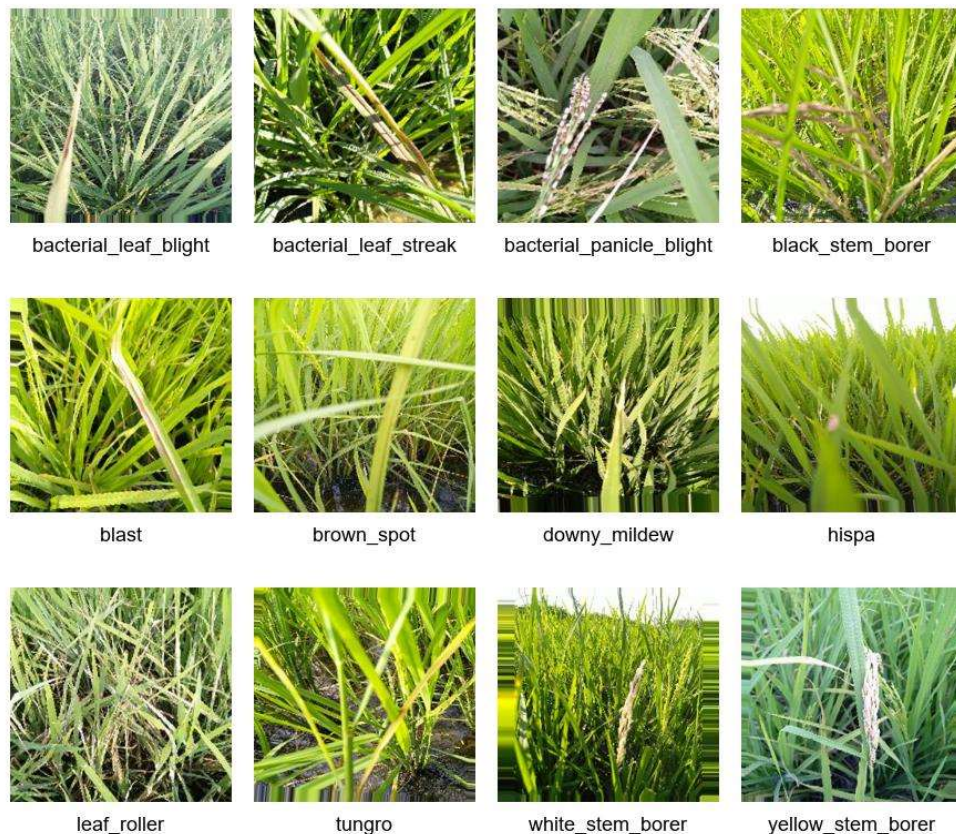 bacterial_leaf_blight
bacterial_leaf_streak
bacterial_panicle_blight
black_stem_borer
blast
brown_spot
downy_mildew
hispa
leaf_roller
tungro
white_stem_borer
yellow_stem_borer